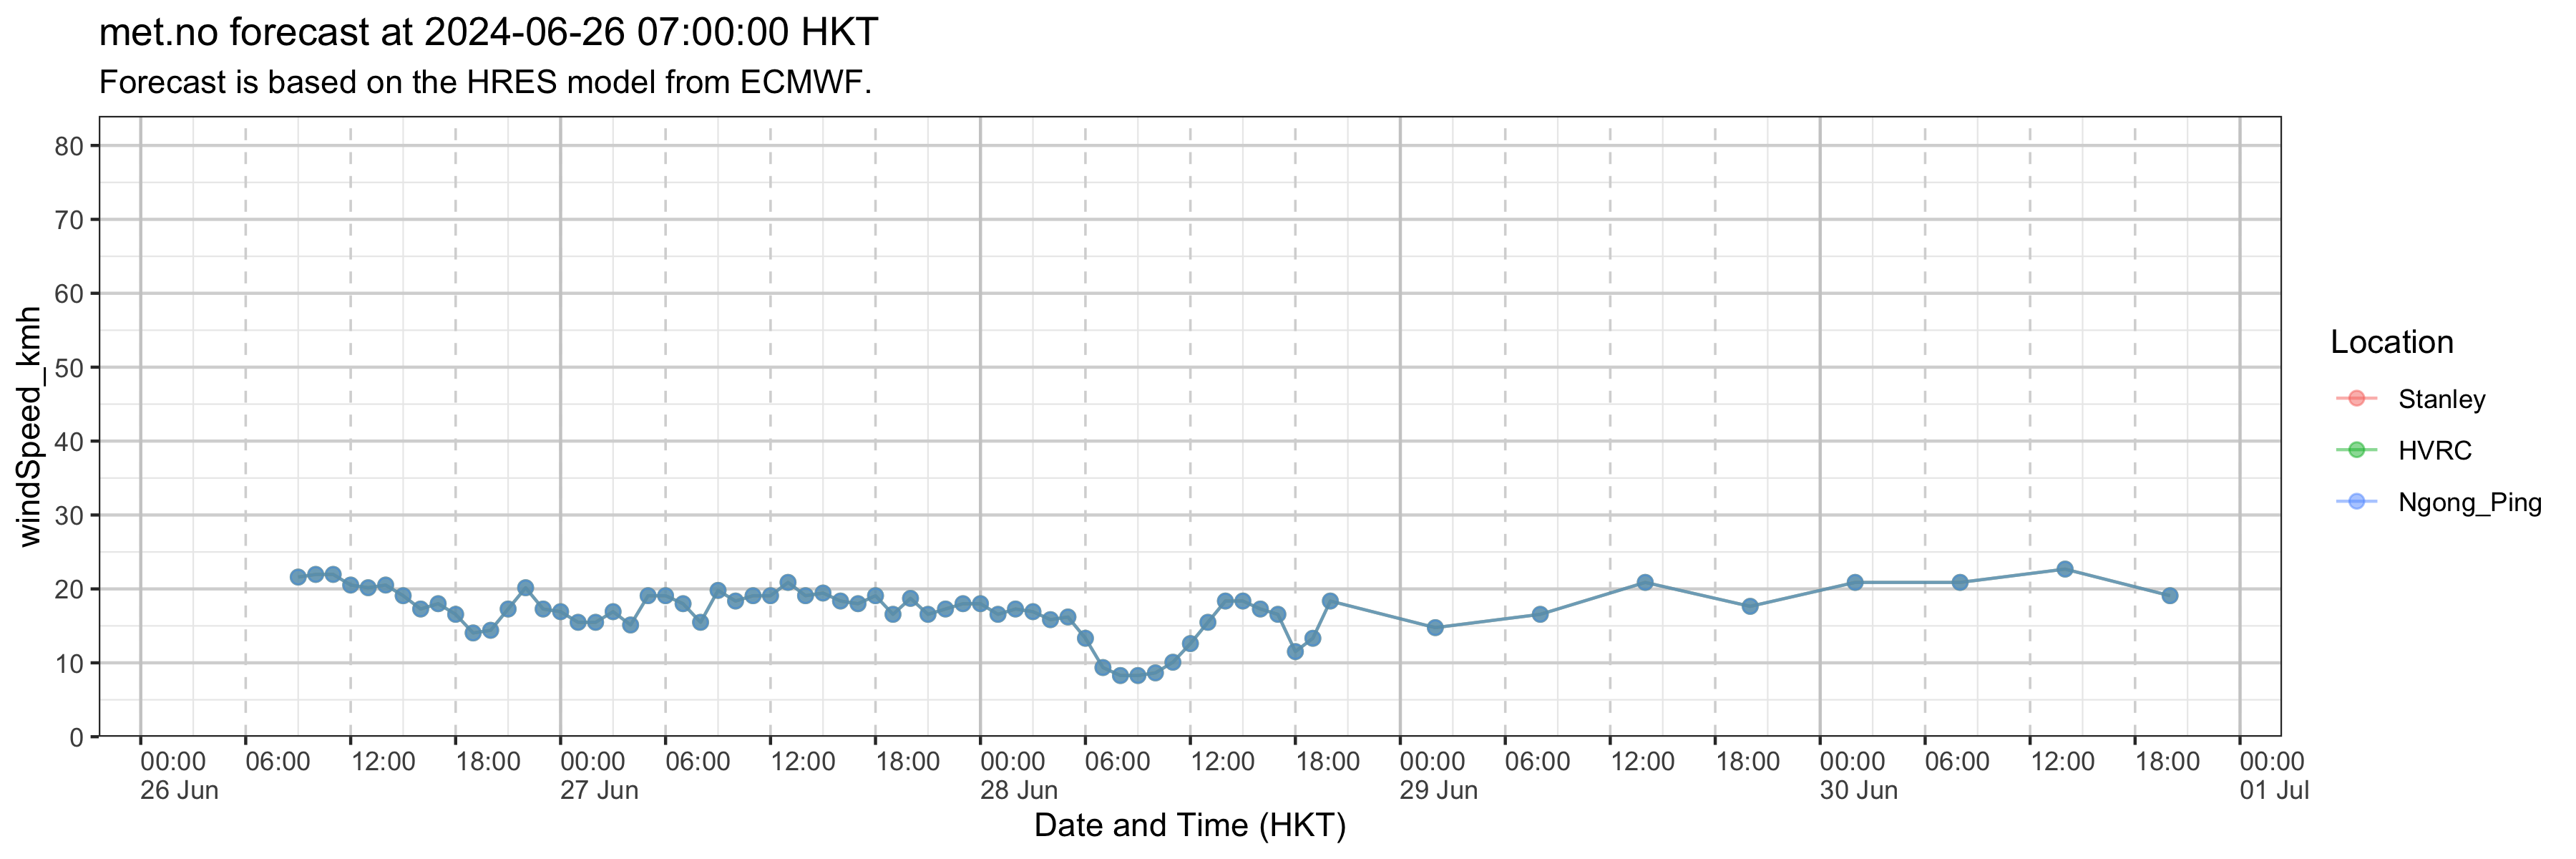 met.no forecast at 2024-06-26 07:00:00 HKT
Forecast is based on the HRES model from ECMWF.
windSpeed_kmh
80
70
60
50
40
30
20
10
0
00:00 06:00 12:00 18:00 00:00 06:00 12:00 18:00 00:00 06:00 12:00 18:00 00:00 06:00 12:00 18:00 00:00 06:00 12:00 18:00 00:00
26 Jun 27 Jun 28 Jun 29 Jun 30 Jun 01 Jul
Date and Time (HKT)
Location
Stanley
HVRC
Ngong_Ping